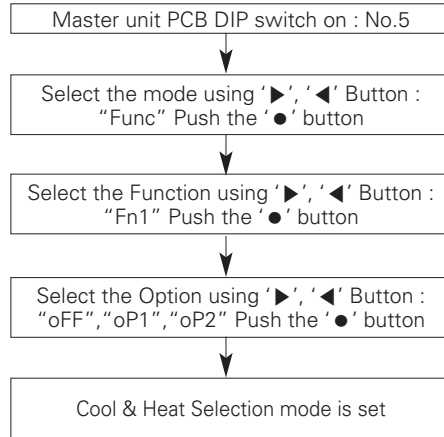 Master unit PCB DIP switch on : No.5
Select the mode using ‘▶’, ‘◀’ Button :
“Func” Push the ‘●’ button
Select the Function using ‘▶’, ‘◀’ Button :
“Fn1” Push the ‘●’ button
Select the Option using ‘▶’, ‘◀’ Button :
“oFF”,“oP1”,“oP2” Push the ‘●’ button
Cool & Heat Selection mode is set